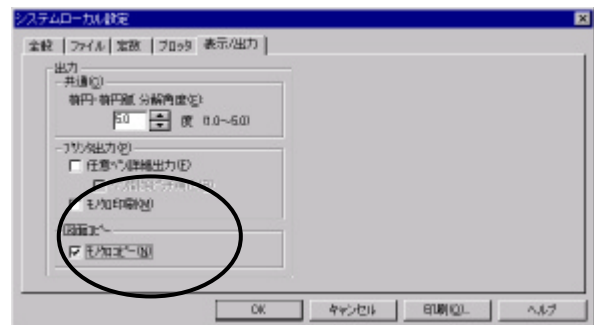 システムローカル設定
全般 ファイル 定数 プロッタ 表示/出力
出力
共通(C)
楕円・楕円弧 分解角度(E):
5.0 度 (1.0～6.0)
プリンタ出力(P)
任意ペン詳細出力(F)
モノクロ印刷(M)
図面コピー
モノクロコピー(N)
OK キャンセル 印刷(Q)... ヘルプ